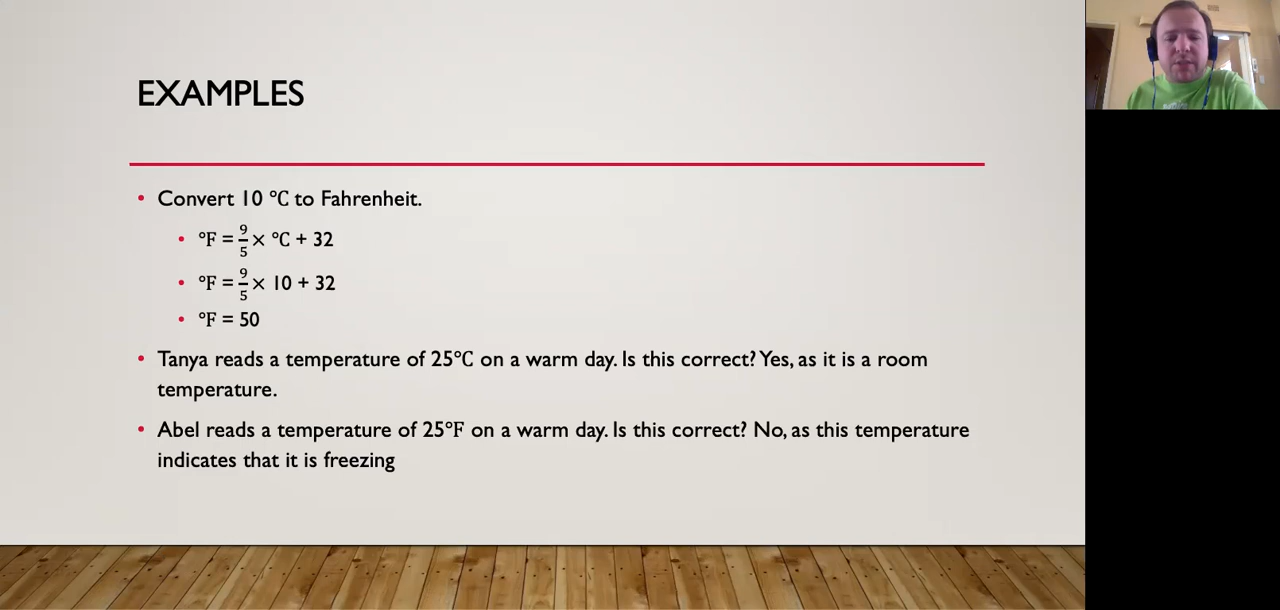 EXAMPLES
• Convert 10 °C to Fahrenheit.
• °F = 9/5 × °C + 32
• °F = 9/5 × 10 + 32
• °F = 50
• Tanya reads a temperature of 25°C on a warm day. Is this correct? Yes, as it is a room
temperature.
• Abel reads a temperature of 25°F on a warm day. Is this correct? No, as this temperature
indicates that it is freezing